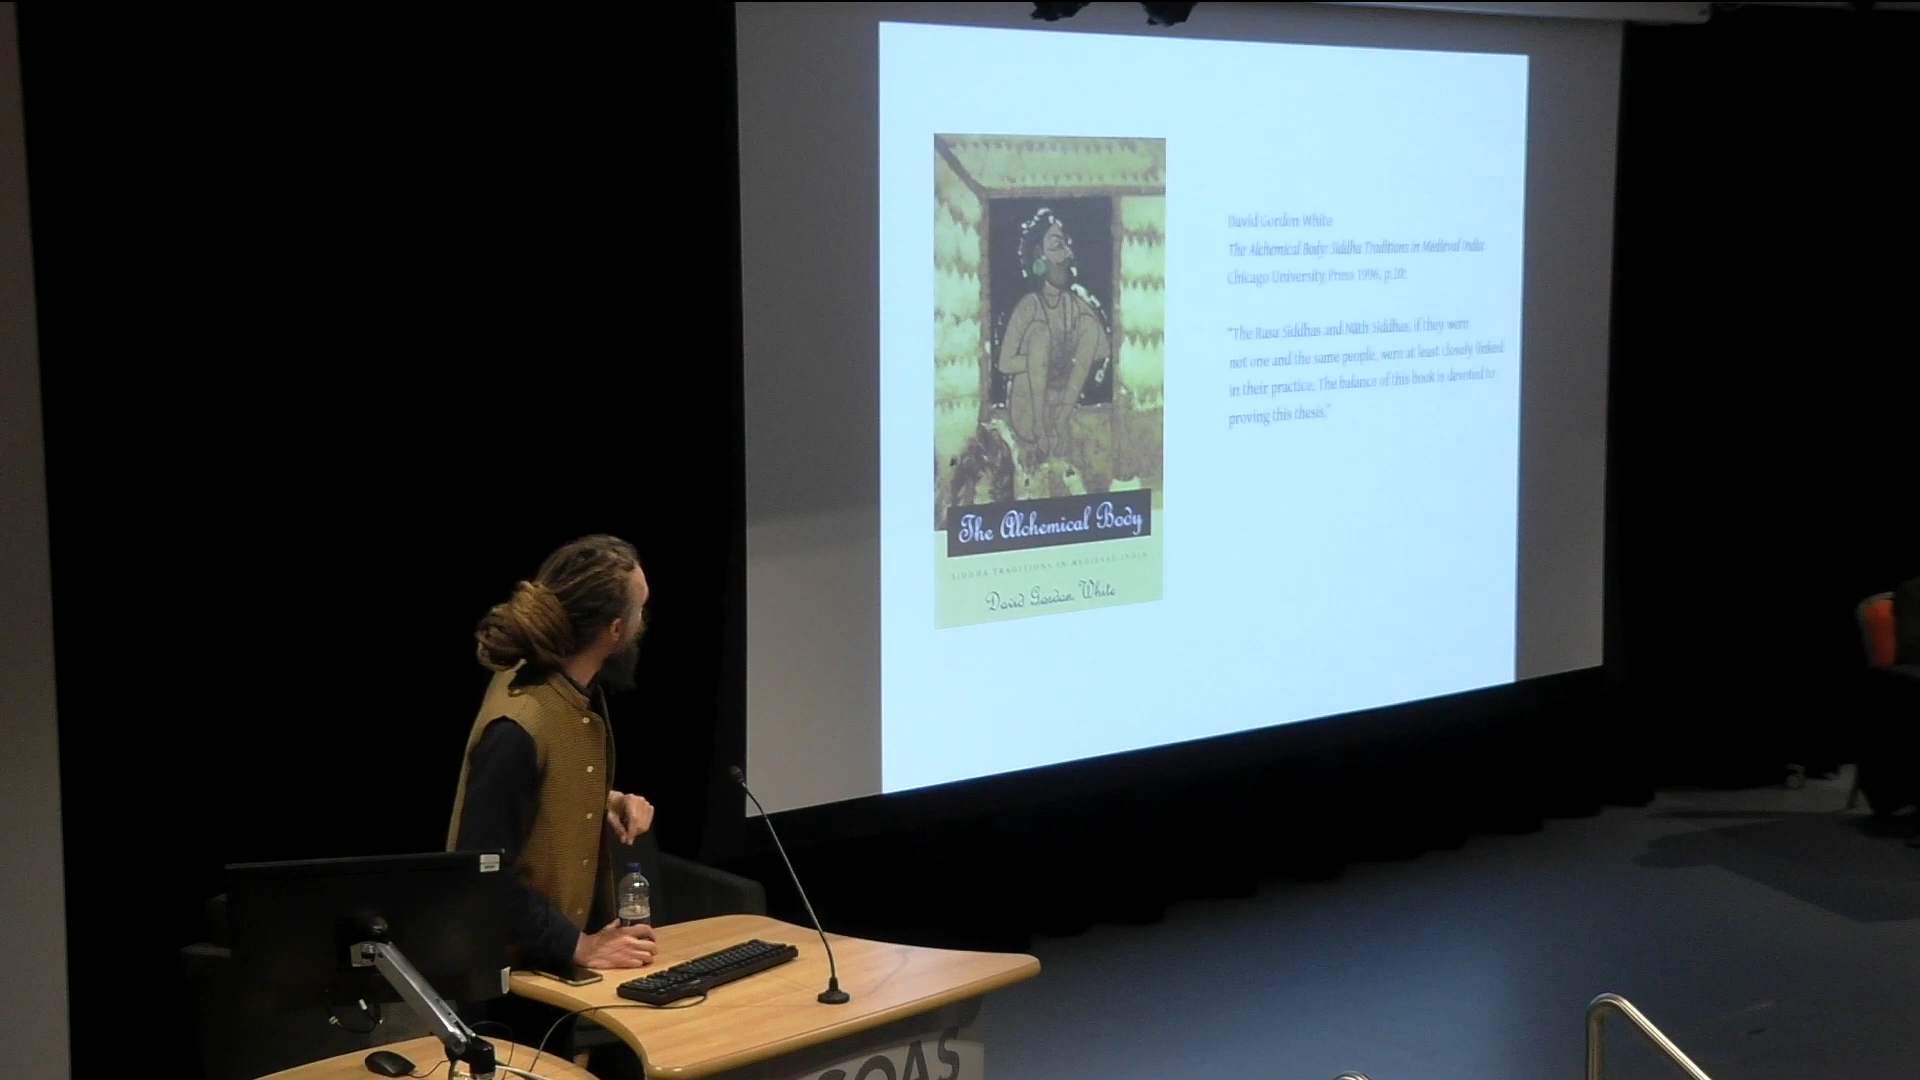 The Alchemical Body
SIDDHA TRADITIONS IN MEDIEVAL INDIA
David Gordon White
David Gordon White
The Alchemical Body: Siddha Traditions in Medieval India
Chicago University Press 1996, p.10:
"The Rasa Siddhas and Nāth Siddhas, if they were
not one and the same people, were at least closely linked
in their practice. The balance of this book is devoted to
proving this thesis."
SOAS